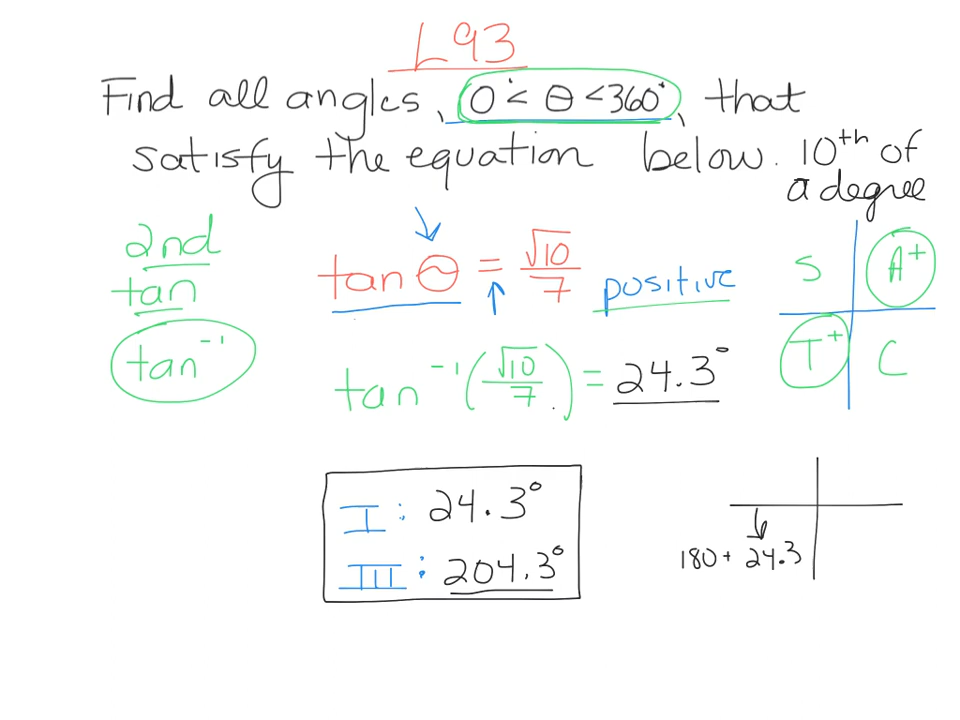 L93
Find all angles, 0° < θ < 360°, that
satisfy the equation below. 10th of
a degree
2nd
tan
tan⁻¹
tan θ = √10/7
positive
S A+
T+ C
tan⁻¹(√10/7) = 24.3°
I: 24.3°
III: 204.3°
180 + 24.3